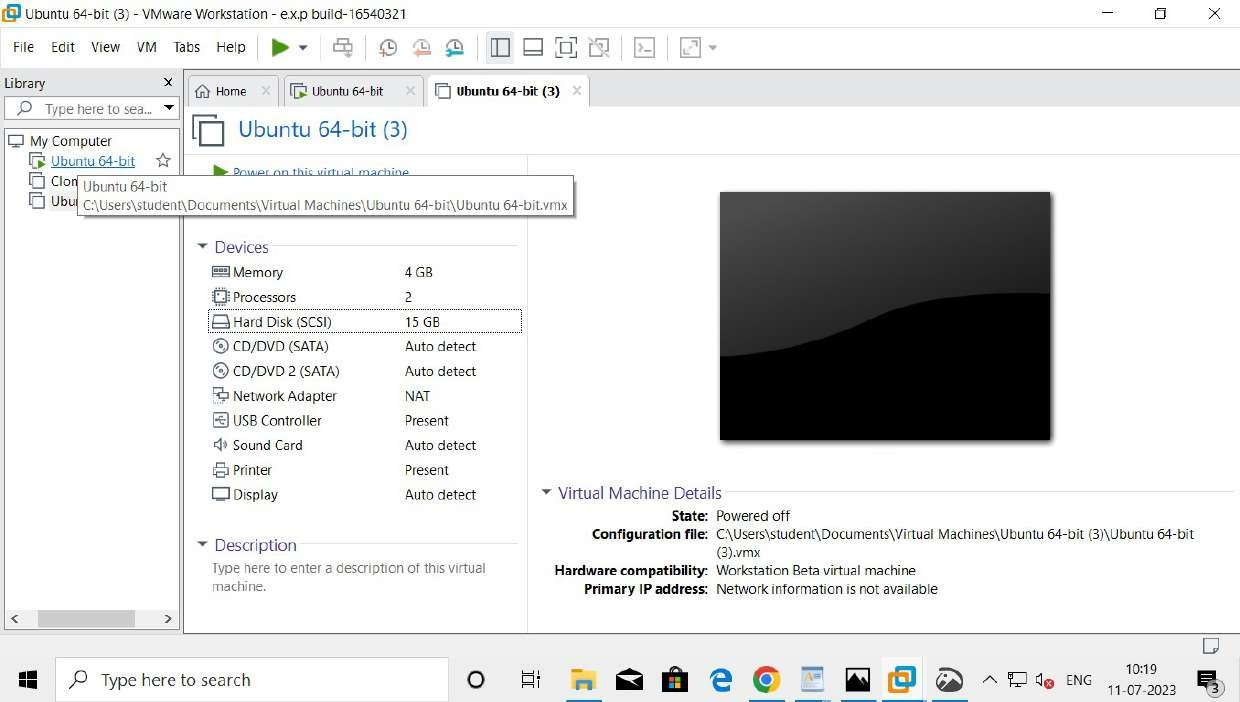 Ubuntu 64-bit (3) - VMware Workstation - e.x.p build-16540321
File Edit View VM Tabs Help
Library
Type here to sea...
Home
Ubuntu 64-bit
Ubuntu 64-bit (3)
My Computer
Ubuntu 64-bit
Ubuntu 64-bit (3)
Power on this virtual machine
Ubuntu 64-bit
C:\Users\student\Documents\Virtual Machines\Ubuntu 64-bit\Ubuntu 64-bit.vmx
Devices
Memory 4 GB
Processors 2
Hard Disk (SCSI) 15 GB
CD/DVD (SATA) Auto detect
CD/DVD 2 (SATA) Auto detect
Network Adapter NAT
USB Controller Present
Sound Card Auto detect
Printer Present
Display Auto detect
Description
Type here to enter a description of this virtual
machine.
Virtual Machine Details
State: Powered off
Configuration file: C:\Users\student\Documents\Virtual Machines\Ubuntu 64-bit (3)\Ubuntu 64-bit
(3).vmx
Hardware compatibility: Workstation Beta virtual machine
Primary IP address: Network information is not available
Type here to search
ENG
10:19
11-07-2023
3